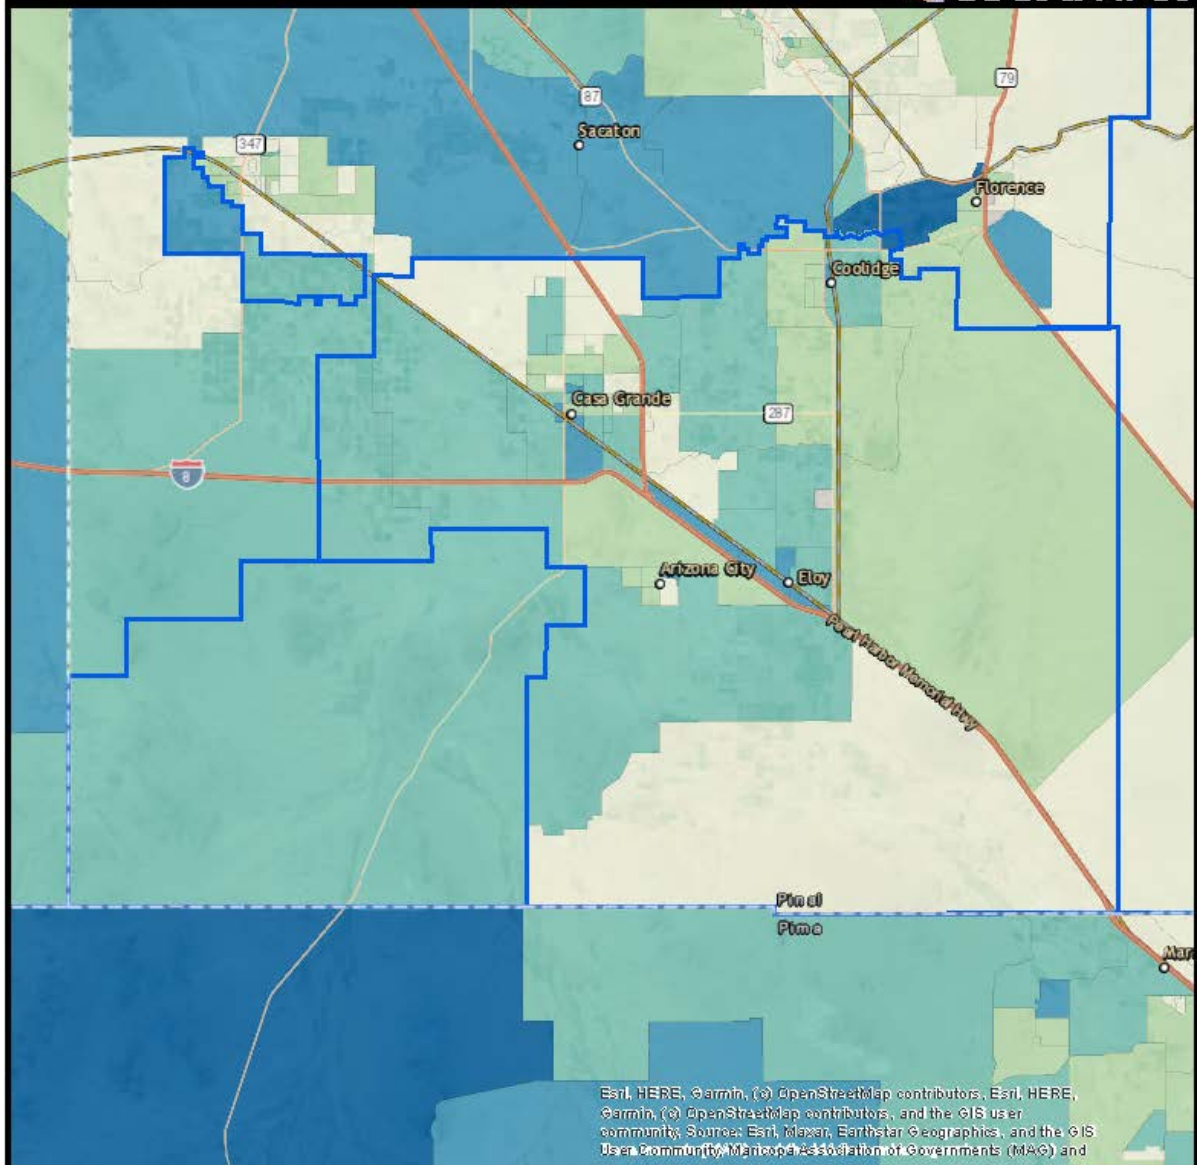 79
87
Sacaton
347
Florence
Coolidge
Casa Grande
287
8
Arizona City
Eloy
Pearl Harbor Memorial Hwy
Pinal
Pima
Mar
Esri, HERE, Garmin, (c) OpenStreetMap contributors, Esri, HERE,
Garmin, (c) OpenStreetMap contributors, and the GIS user
community, Source: Esri, Maxar, Earthstar Geographics, and the GIS
User Community, Maricopa Association of Governments (MAG) and